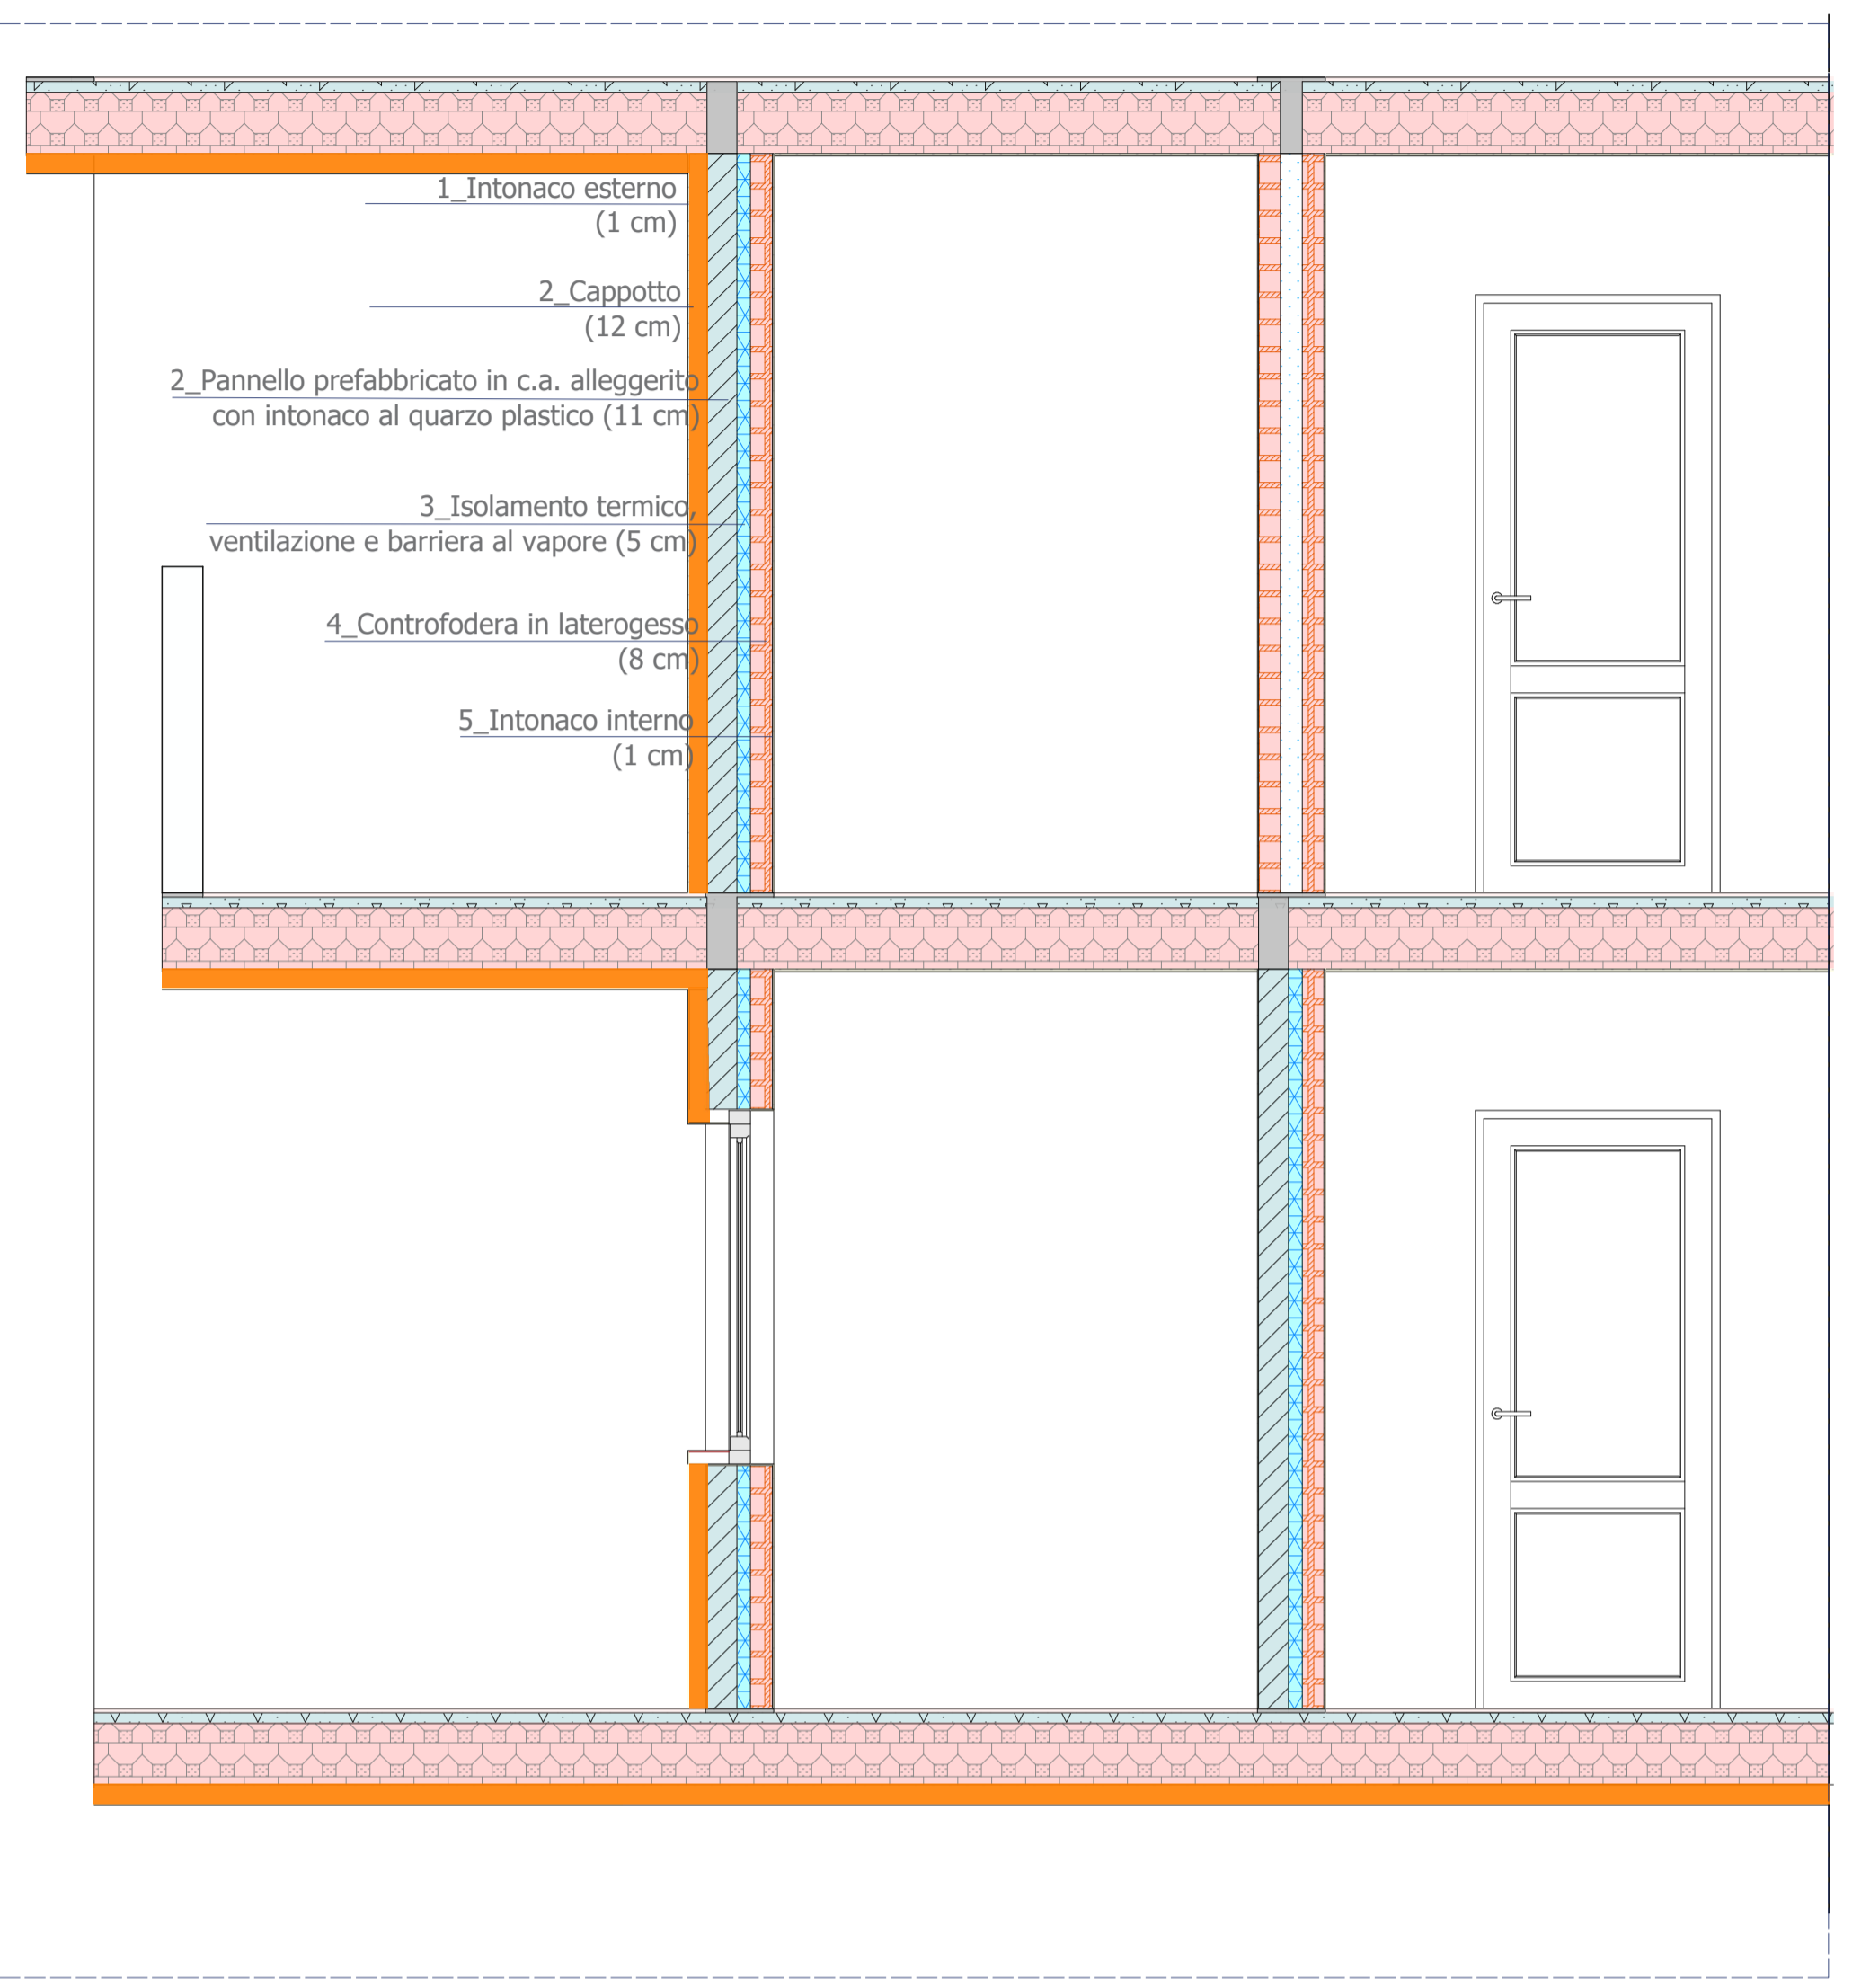 1_Intonaco esterno
(1 cm)
2_Cappotto
(12 cm)
2_Pannello prefabbricato in c.a. alleggerito
con intonaco al quarzo plastico (11 cm)
3_Isolamento termico,
ventilazione e barriera al vapore (5 cm)
4_Controfodera in laterogesso
(8 cm)
5_Intonaco interno
(1 cm)